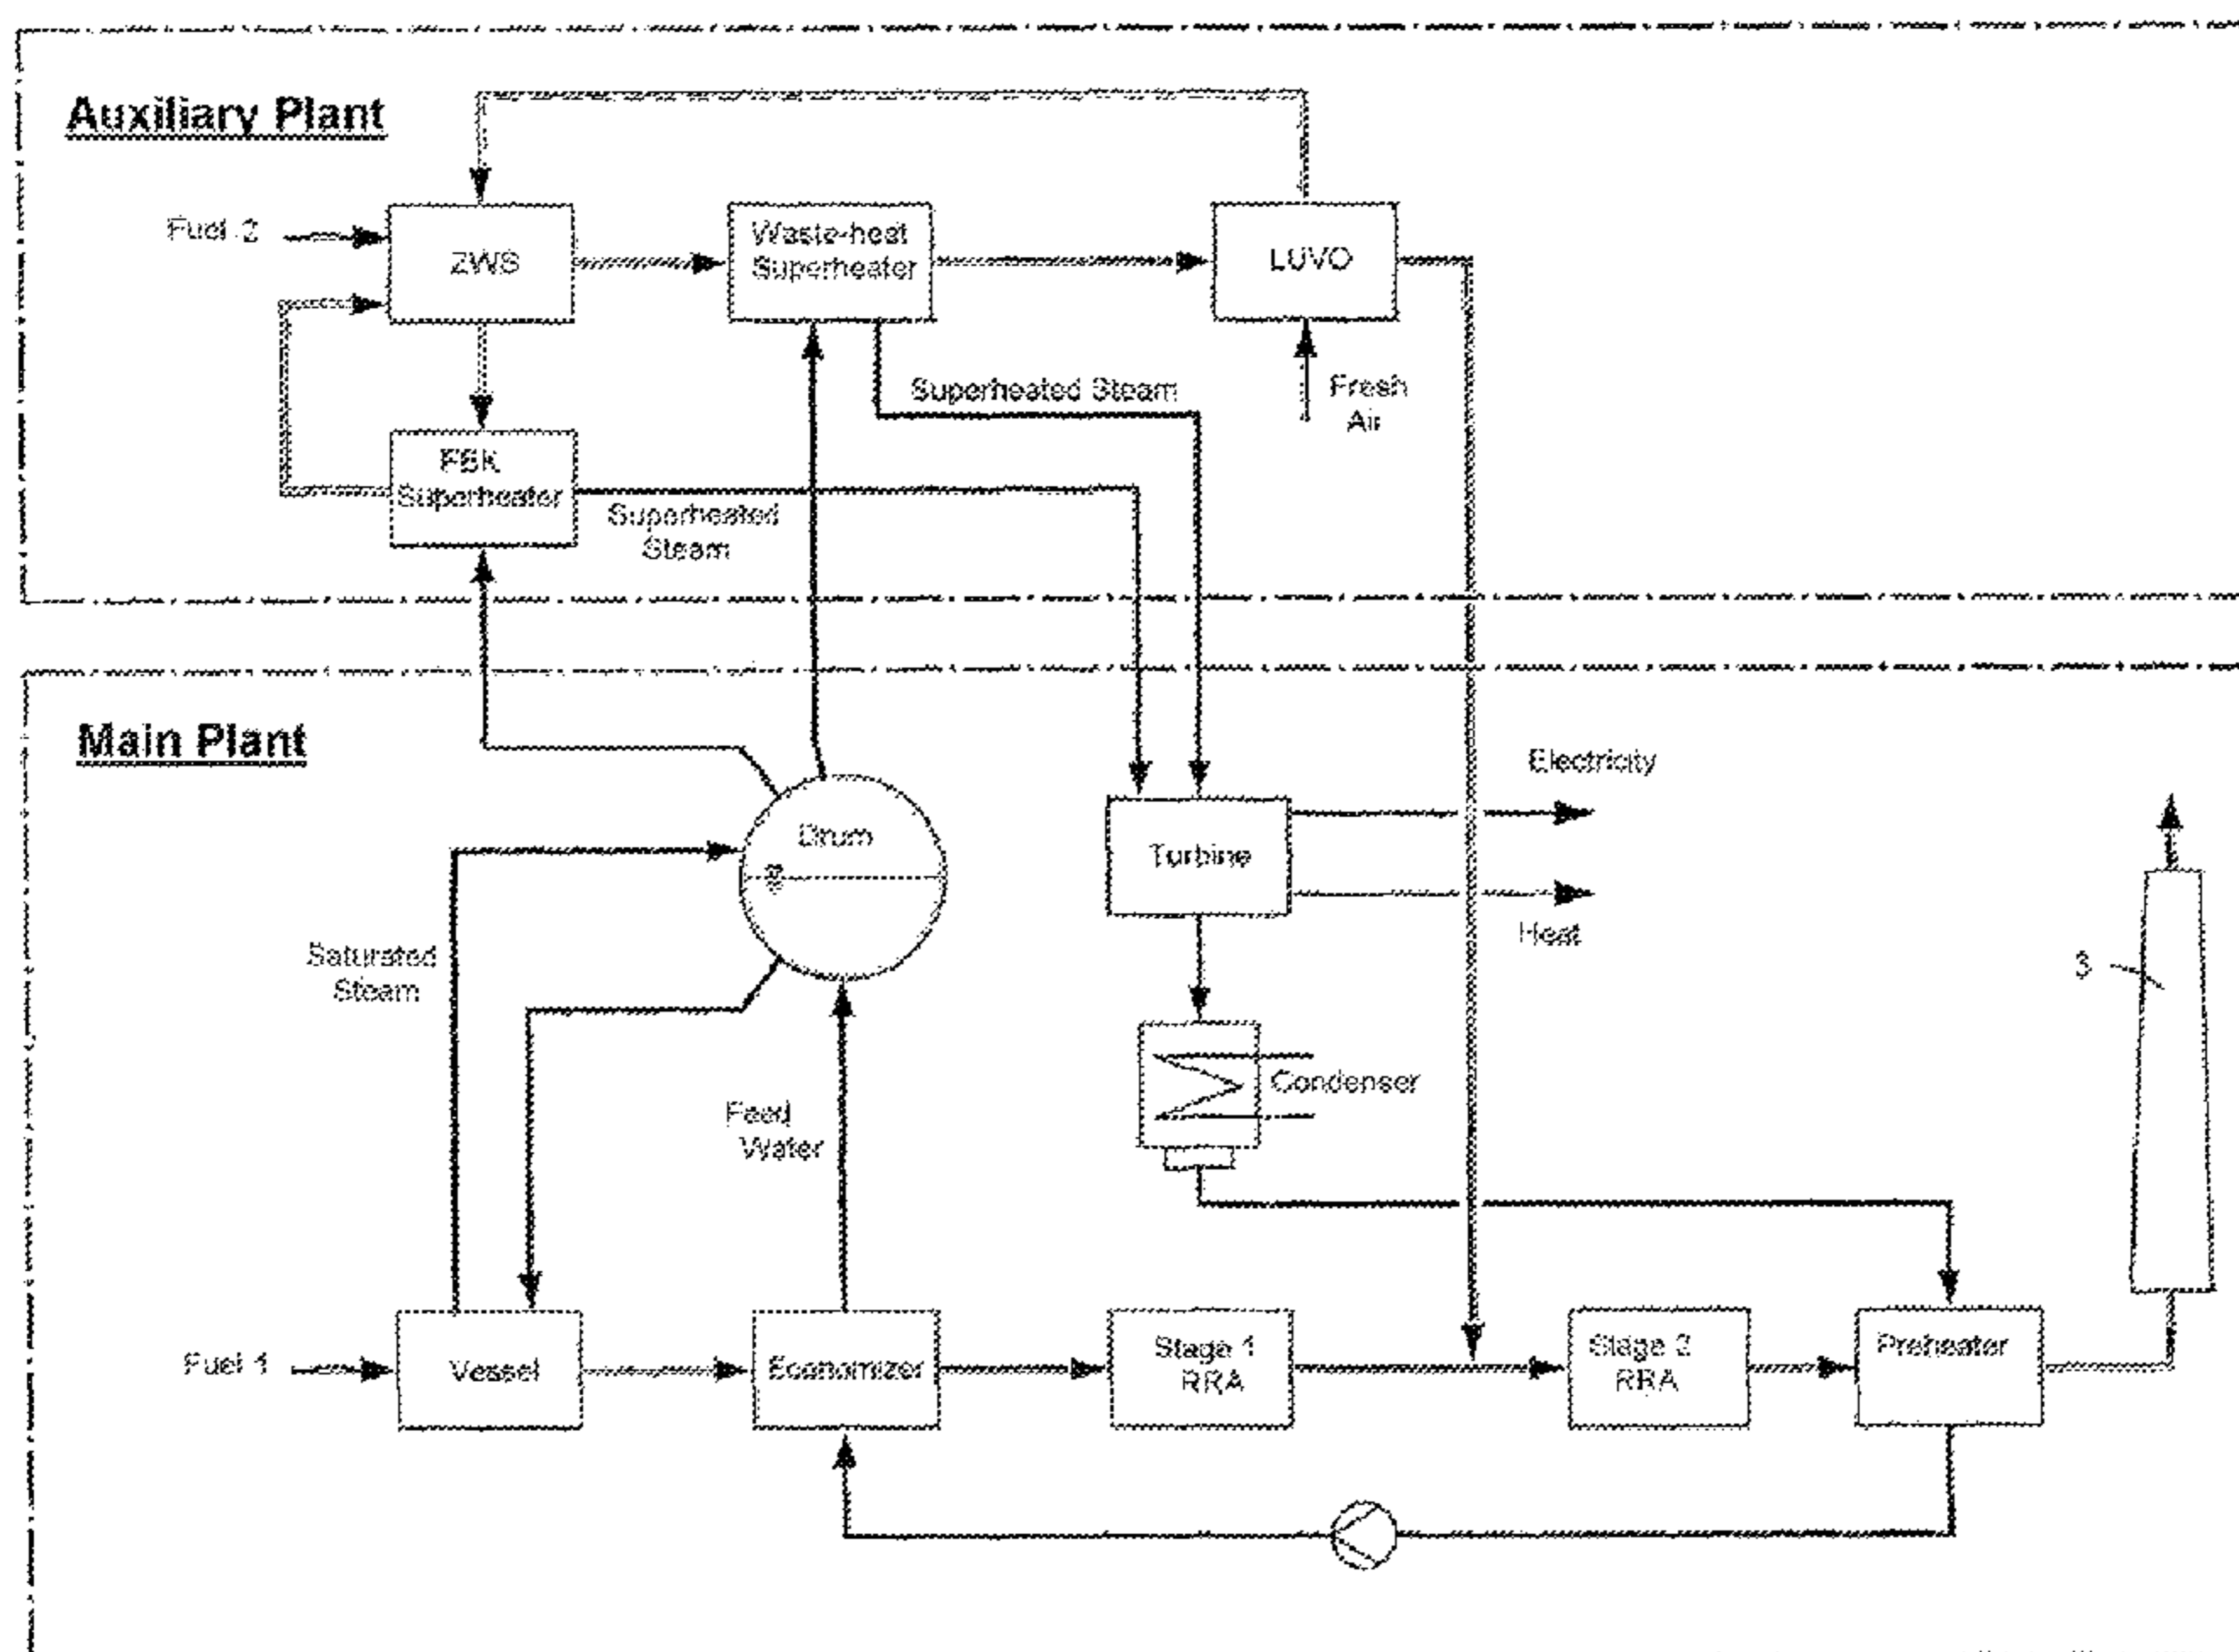 Auxiliary Plant
Fuel 2
ZWS
Waste-heat
Superheater
LUVO
Superheated Steam
Fresh
Air
FBK
Superheater
Superheated
Steam
Main Plant
Electricity
Drum
Turbine
Heat
Saturated
Steam
3
Condenser
Feed
Water
Fuel 1
Vessel
Economizer
Stage 1
RRA
Stage 2
RRA
Preheater